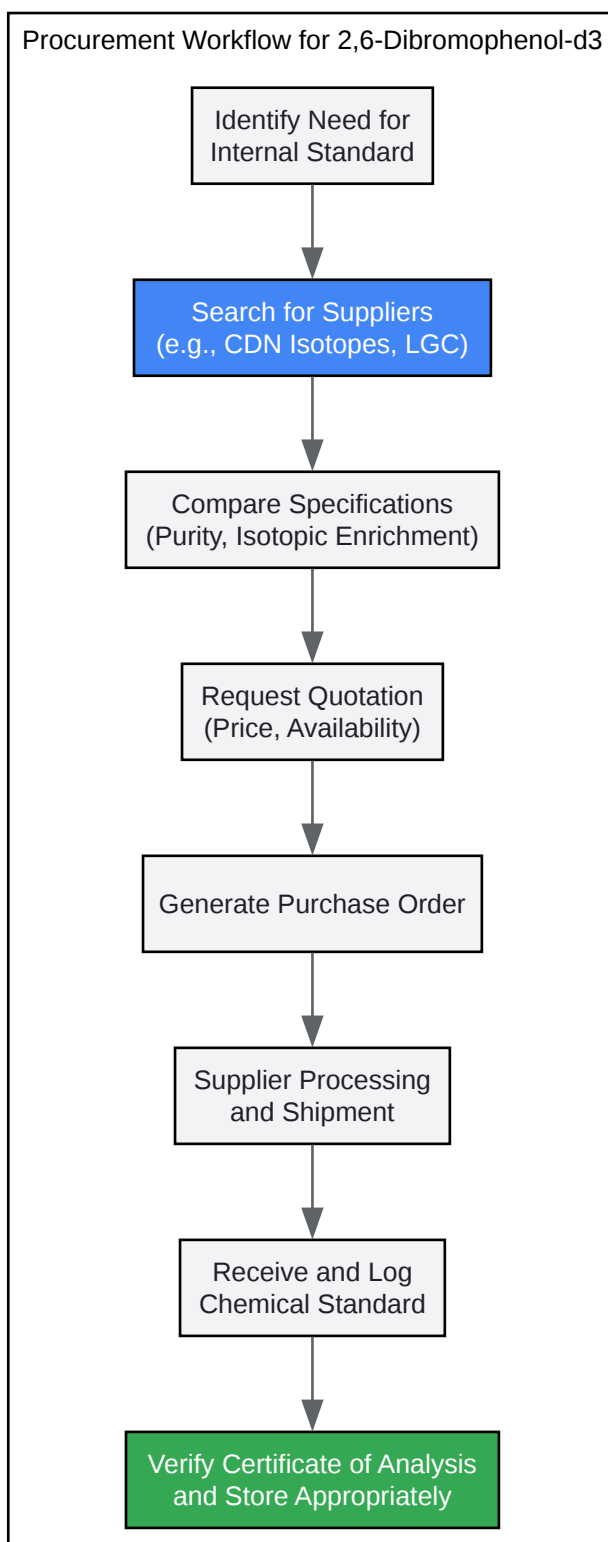 Procurement Workflow for 2,6-Dibromophenol-d3
Identify Need for
Internal Standard
Search for Suppliers
(e.g., CDN Isotopes, LGC)
Compare Specifications
(Purity, Isotopic Enrichment)
Request Quotation
(Price, Availability)
Generate Purchase Order
Supplier Processing
and Shipment
Receive and Log
Chemical Standard
Verify Certificate of Analysis
and Store Appropriately